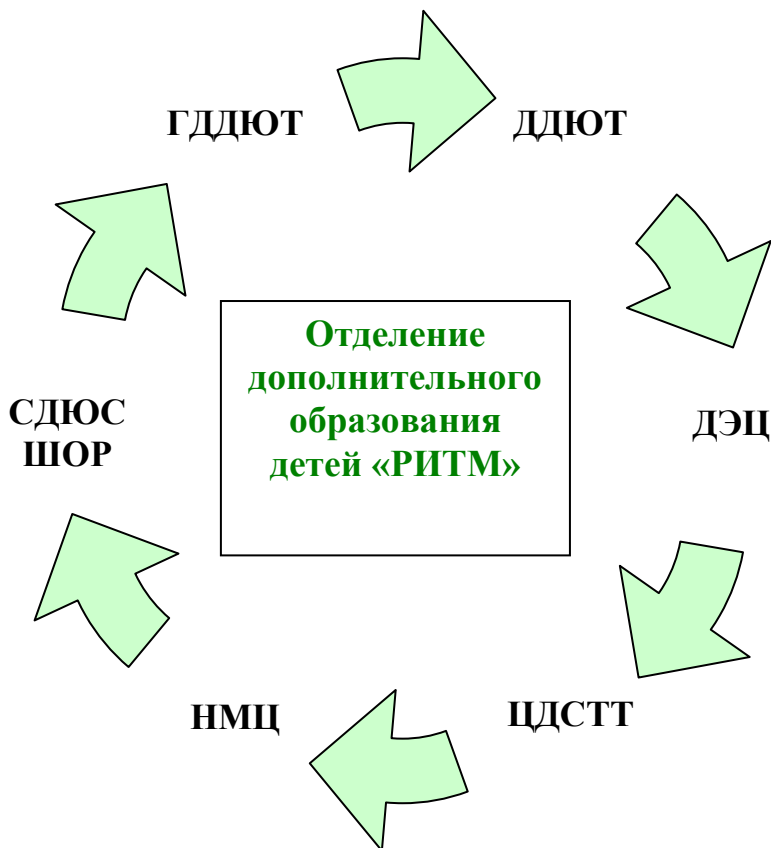 ГДДЮТ
ДДЮТ
Отделение
дополнительного
образования
детей «РИТМ»
СДЮС
ШОР
ДЭЦ
НМЦ
ЦДСТТ